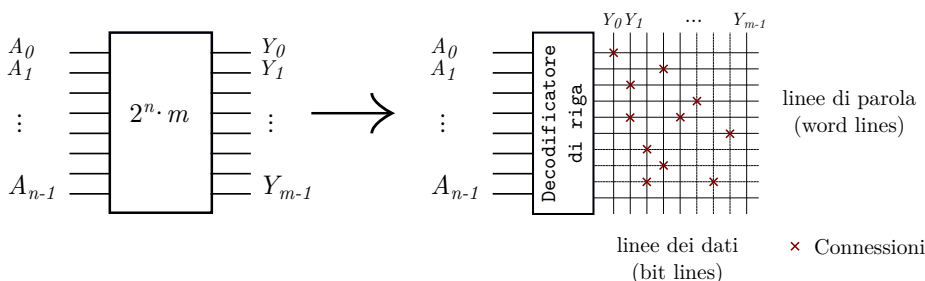 A0
A1
⋮
An-1
2^n · m
Y0
Y1
⋮
Ym-1
A0
A1
⋮
An-1
Decodificatore
di riga
Y0 Y1 ... Ym-1
linee di parola
(word lines)
linee dei dati
(bit lines)
× Connessioni